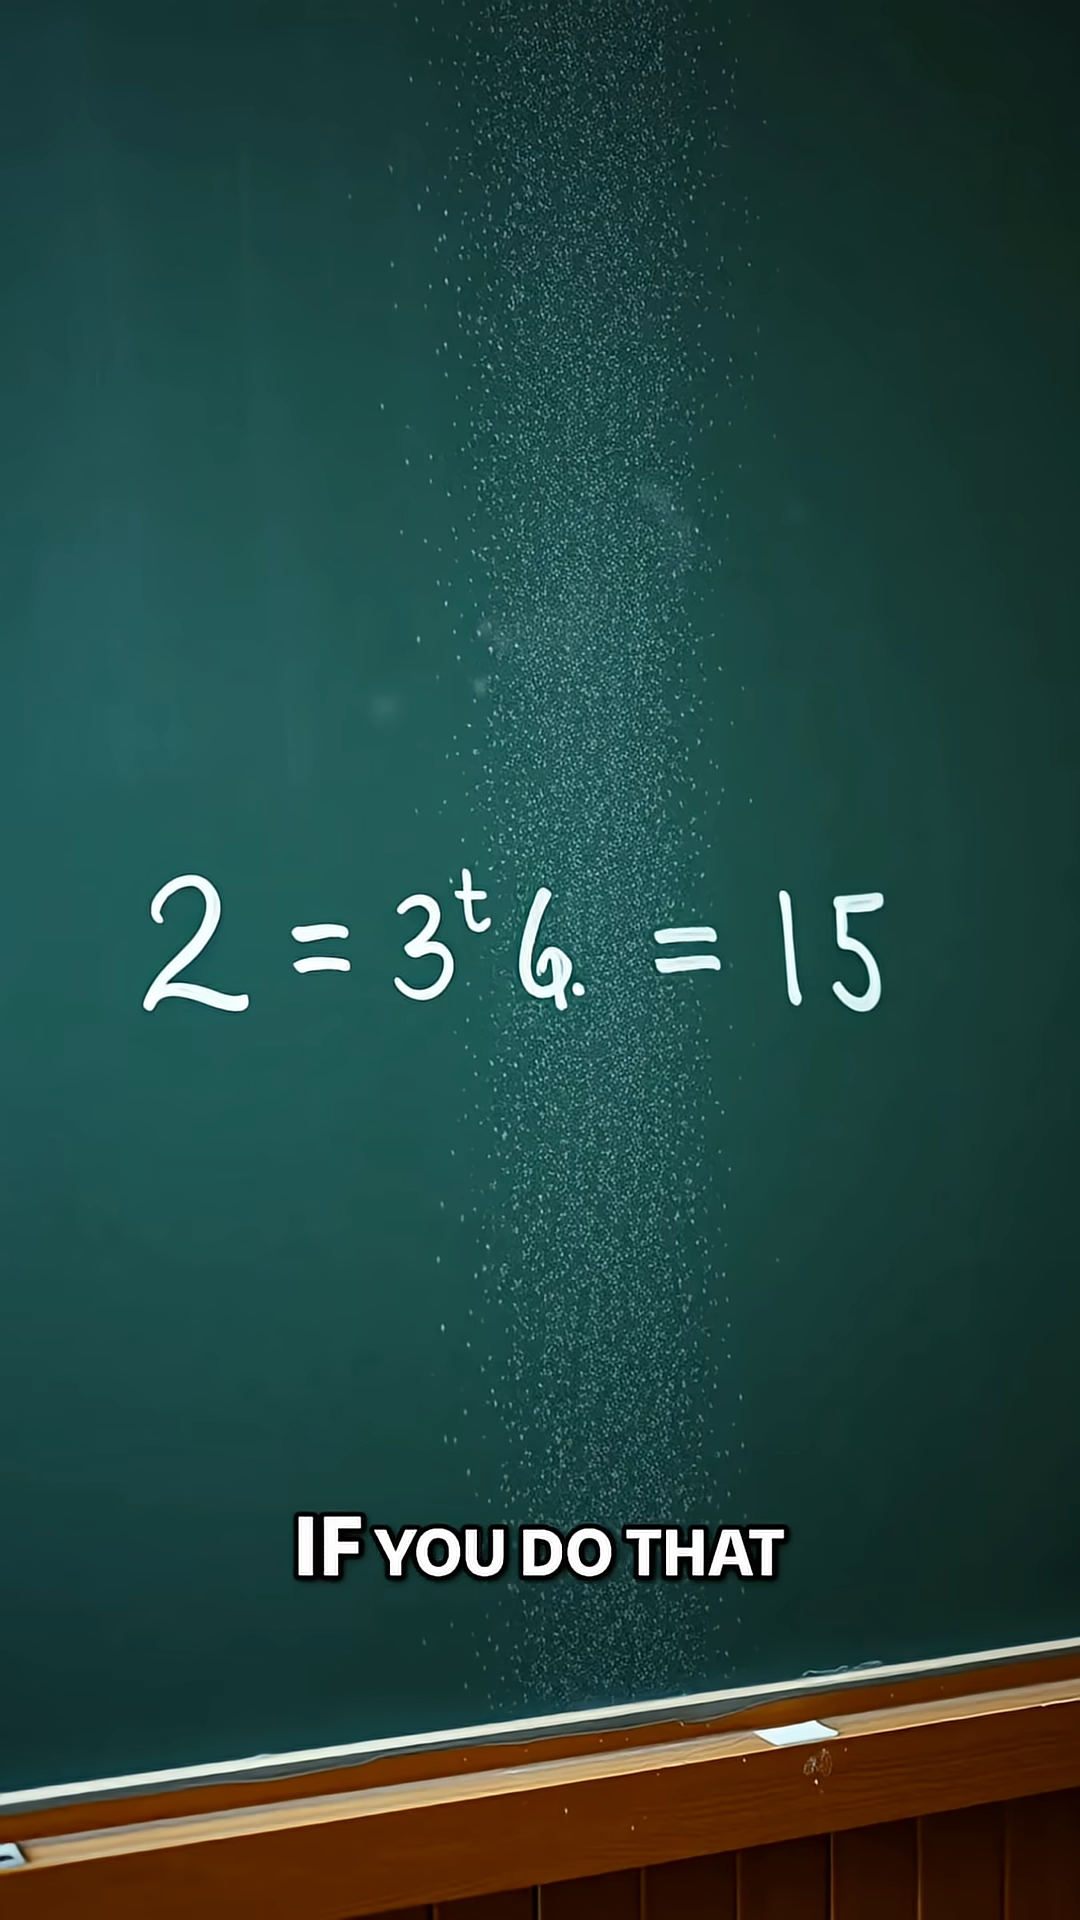 2 = 3ᵗ 6. = 15
IF YOU DO THAT